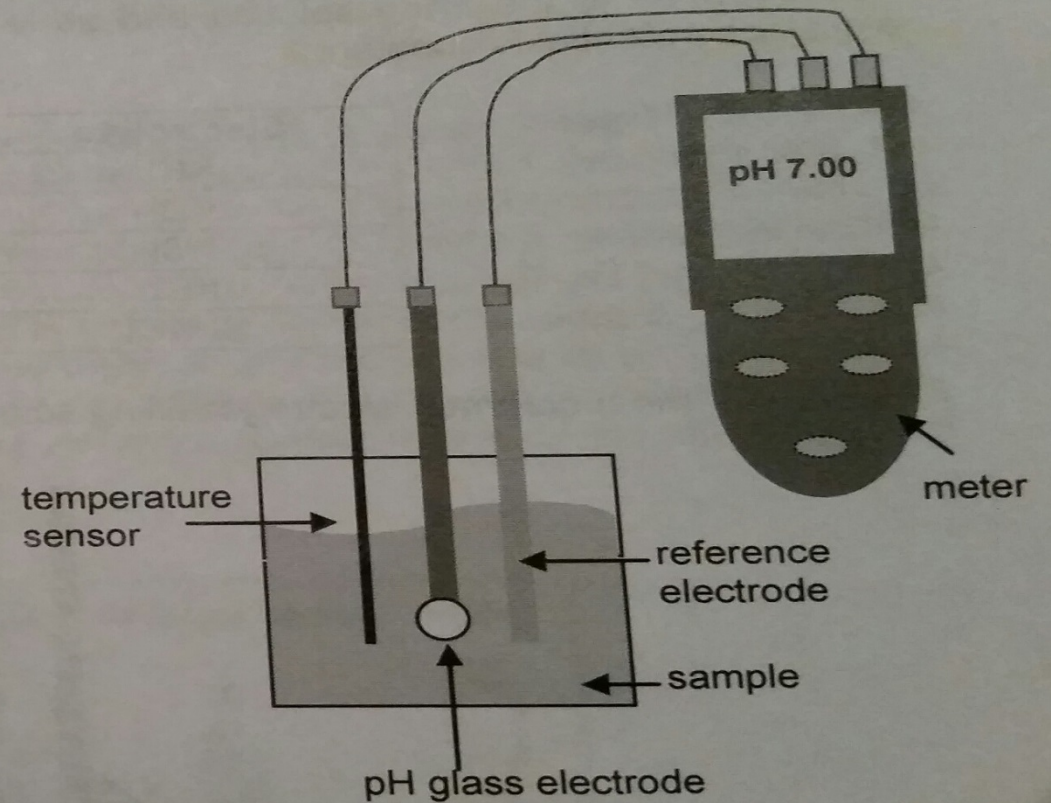 pH 7.00
meter
temperature
sensor
reference
electrode
sample
pH glass electrode